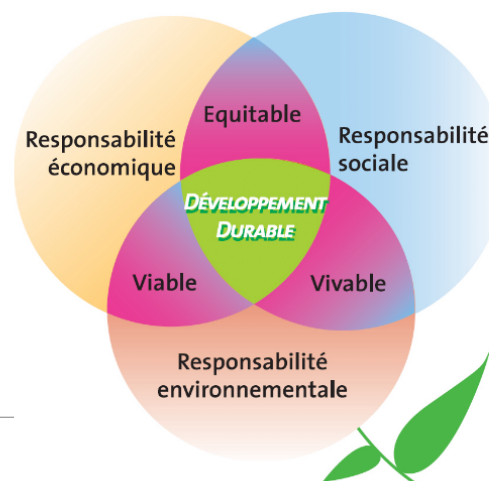 Equitable
Responsabilité
économique
Responsabilité
sociale
DÉVELOPPEMENT
DURABLE
Viable
Vivable
Responsabilité
environnementale